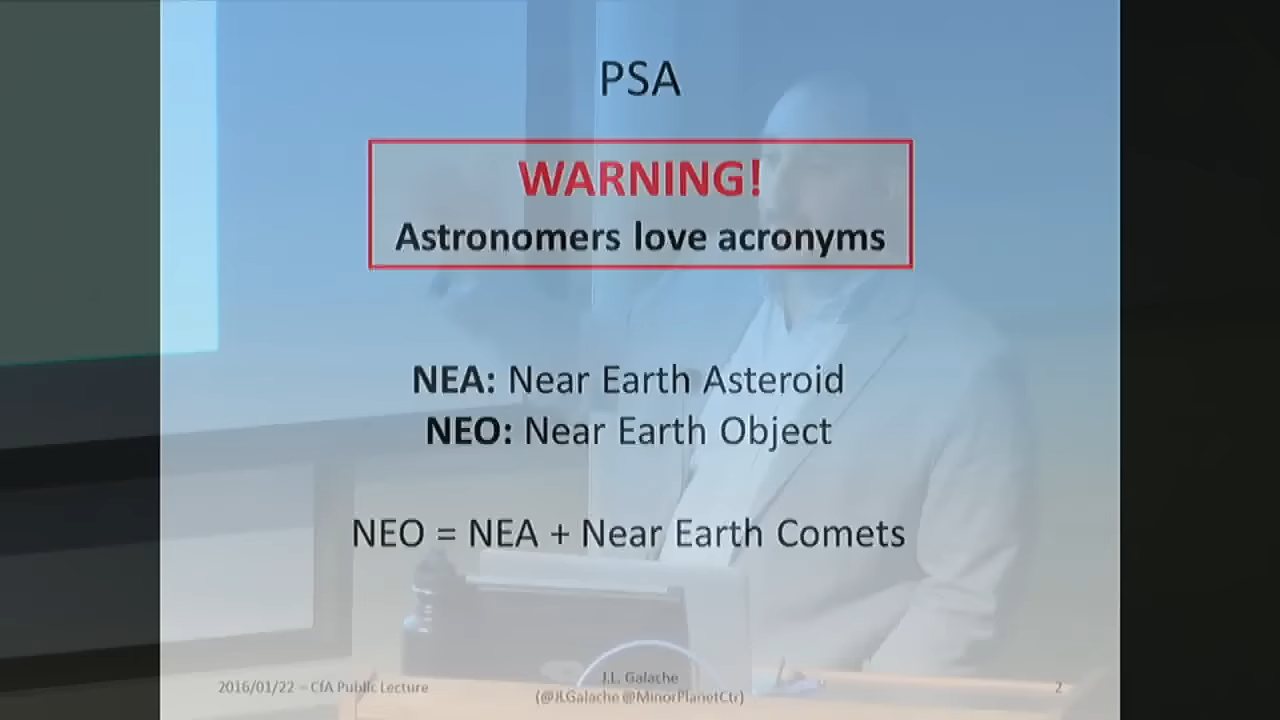 PSA
WARNING!
Astronomers love acronyms
NEA: Near Earth Asteroid
NEO: Near Earth Object
NEO = NEA + Near Earth Comets
2016/01/22 – CfA Public Lecture
J.L. Galache
(@JLGalache @MinorPlanetCtr)
2